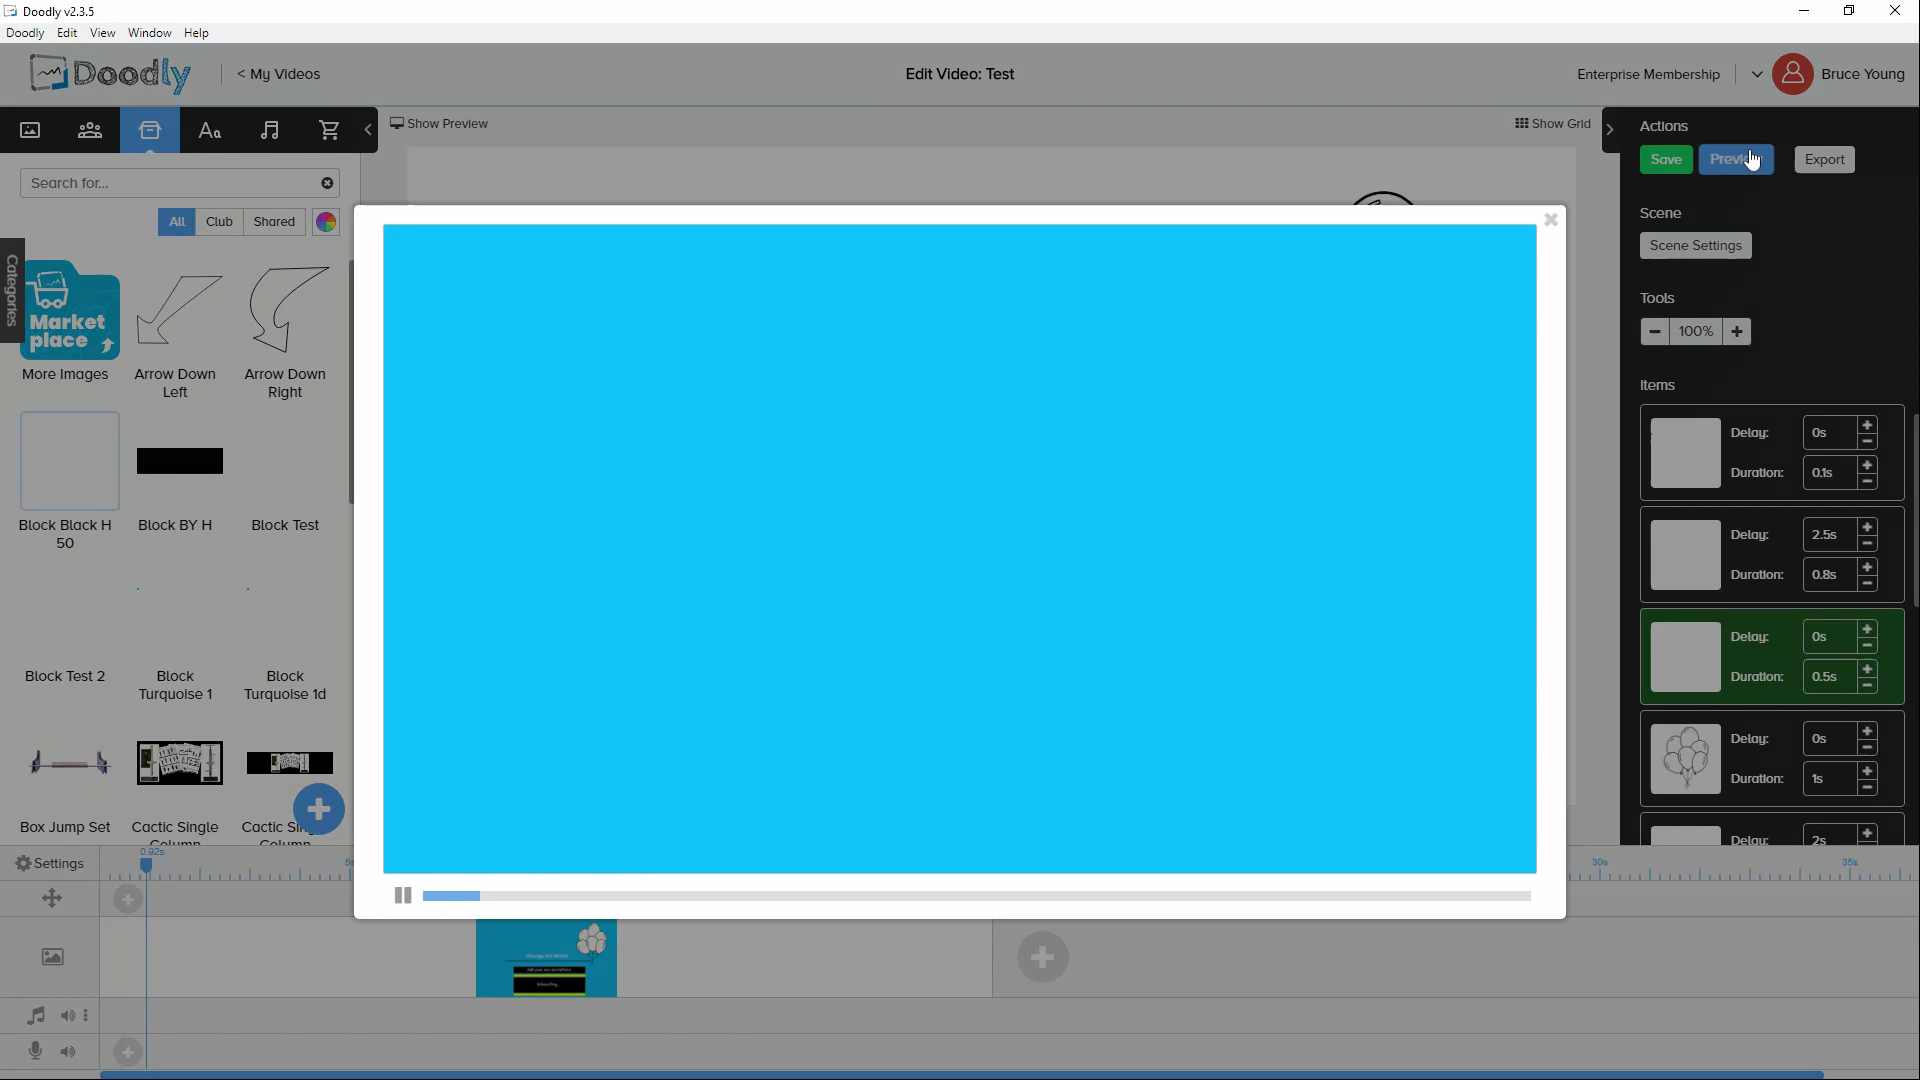 Doodly v2.3.5
Doodly Edit View Window Help
Doodly
< My Videos
Edit Video: Test
Enterprise Membership
Bruce Young
Show Preview
Show Grid
Search for...
All Club Shared
Categories
Market place
More Images
Arrow Down Left
Arrow Down Right
Block Black H 50
Block BY H
Block Test
Block Test 2
Block Turquoise 1
Block Turquoise 1d
Box Jump Set
Cactic Single Column
Actions
Save
Export
Scene
Scene Settings
Tools
100%
Items
Delay: 0s
Duration: 0.1s
Delay: 2.5s
Duration: 0.8s
Delay: 0s
Duration: 0.5s
Delay: 0s
Duration: 1s
Delay: 2s
Settings
0.92s
30s
35s